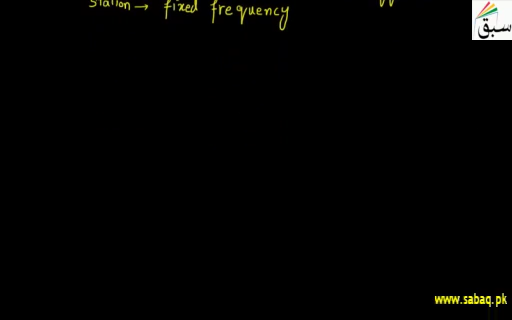 station → fixed frequency
سبق
www.sabaq.pk